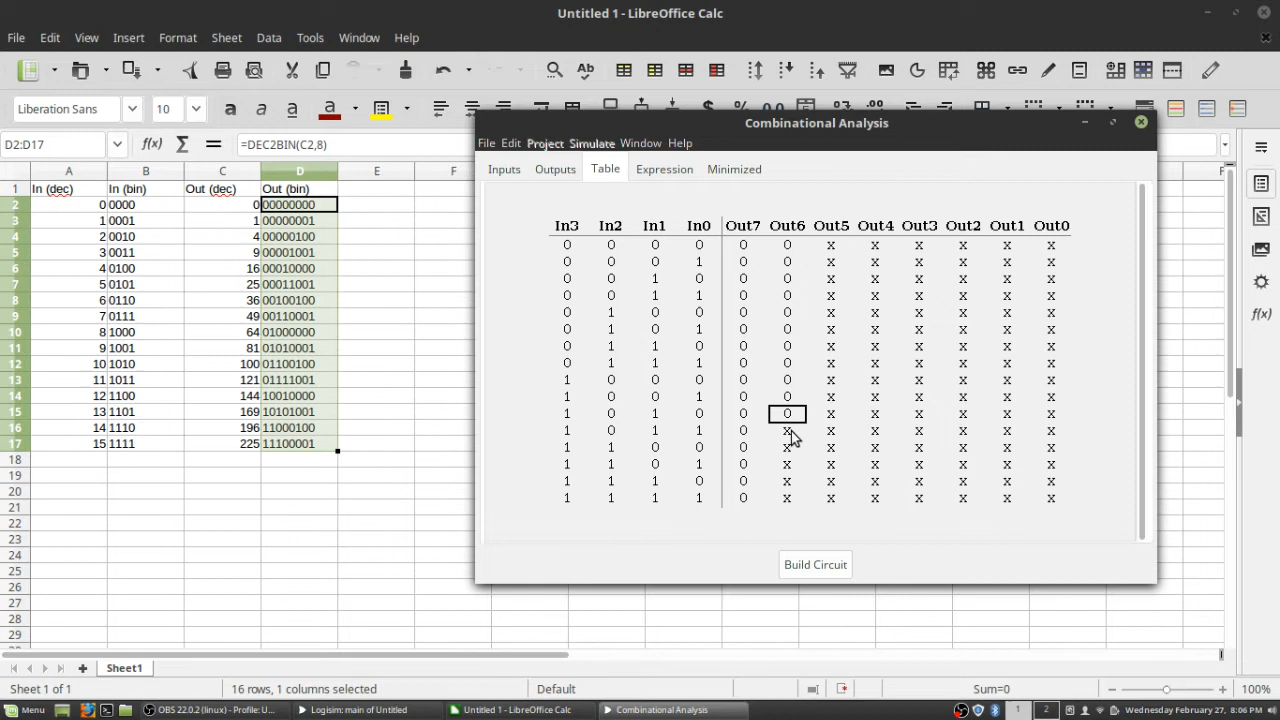 Untitled 1 - LibreOffice Calc
File Edit View Insert Format Sheet Data Tools Window Help
Liberation Sans 10
D2:D17 =DEC2BIN(C2,8)
A B C D E F
1 In (dec) In (bin) Out (dec) Out (bin)
2 0 0000 0 00000000
3 1 0001 1 00000001
4 2 0010 4 00000100
5 3 0011 9 00001001
6 4 0100 16 00010000
7 5 0101 25 00011001
8 6 0110 36 00100100
9 7 0111 49 00110001
10 8 1000 64 01000000
11 9 1001 81 01010001
12 10 1010 100 01100100
13 11 1011 121 01111001
14 12 1100 144 10010000
15 13 1101 169 10101001
16 14 1110 196 11000100
17 15 1111 225 11100001
18
19
20
21
22
23
24
25
26
27
28
29
Combinational Analysis
File Edit Project Simulate Window Help
Inputs Outputs Table Expression Minimized
In3 In2 In1 In0 Out7 Out6 Out5 Out4 Out3 Out2 Out1 Out0
0 0 0 0 0 0 x x x x x x
0 0 0 1 0 0 x x x x x x
0 0 1 0 0 0 x x x x x x
0 0 1 1 0 0 x x x x x x
0 1 0 0 0 0 x x x x x x
0 1 0 1 0 0 x x x x x x
0 1 1 0 0 0 x x x x x x
0 1 1 1 0 0 x x x x x x
1 0 0 0 0 0 x x x x x x
1 0 0 1 0 0 x x x x x x
1 0 1 0 0 0 x x x x x x
1 0 1 1 0 x x x x x x x
1 1 0 0 0 x x x x x x x
1 1 0 1 0 x x x x x x x
1 1 1 0 0 x x x x x x x
1 1 1 1 0 x x x x x x x
Build Circuit
Sheet1
Sheet 1 of 1 16 rows, 1 columns selected Default Sum=0 100%
Menu OBS 22.0.2 (linux) - Profile: U... Logisim: main of Untitled Untitled 1 - LibreOffice Calc Combinational Analysis 1 2 Wednesday February 27, 8:06 PM